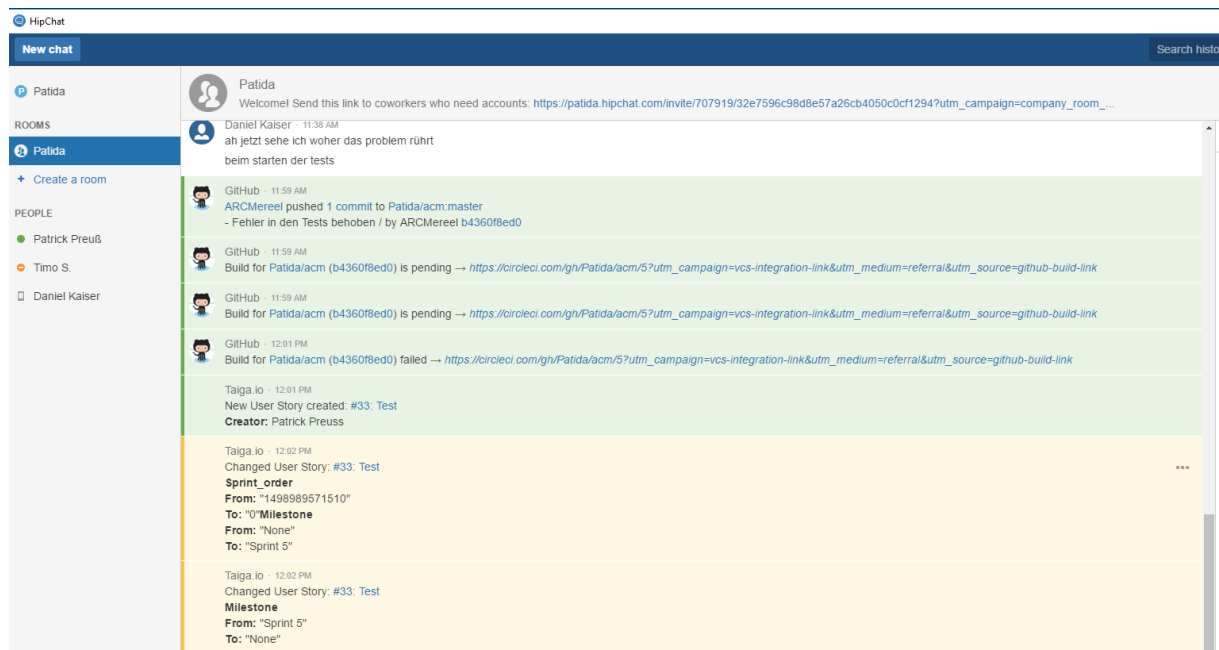 HipChat
New chat
Search histo
Patida
ROOMS
Patida
+ Create a room
PEOPLE
Patrick Preuß
Timo S.
Daniel Kaiser
Patida
Welcome! Send this link to coworkers who need accounts: https://patida.hipchat.com/invite/707919/32e7596c98d8e57a26cb4050c0cf1294?utm_campaign=company_room_...
Daniel Kaiser · 11:38 AM
ah jetzt sehe ich woher das problem rührt
beim starten der tests
GitHub · 11:59 AM
ARCMereel pushed 1 commit to Patida/acm:master
- Fehler in den Tests behoben / by ARCMereel b4360f8ed0
GitHub · 11:59 AM
Build for Patida/acm (b4360f8ed0) is pending → https://circleci.com/gh/Patida/acm/5?utm_campaign=vcs-integration-link&utm_medium=referral&utm_source=github-build-link
GitHub · 11:59 AM
Build for Patida/acm (b4360f8ed0) is pending → https://circleci.com/gh/Patida/acm/5?utm_campaign=vcs-integration-link&utm_medium=referral&utm_source=github-build-link
GitHub · 12:01 PM
Build for Patida/acm (b4360f8ed0) failed → https://circleci.com/gh/Patida/acm/5?utm_campaign=vcs-integration-link&utm_medium=referral&utm_source=github-build-link
Taiga.io · 12:01 PM
New User Story created: #33: Test
Creator: Patrick Preuss
Taiga.io · 12:02 PM
Changed User Story: #33: Test
Sprint_order
From: "1498989571510"
To: "0"Milestone
From: "None"
To: "Sprint 5"
Taiga.io · 12:02 PM
Changed User Story: #33: Test
Milestone
From: "Sprint 5"
To: "None"